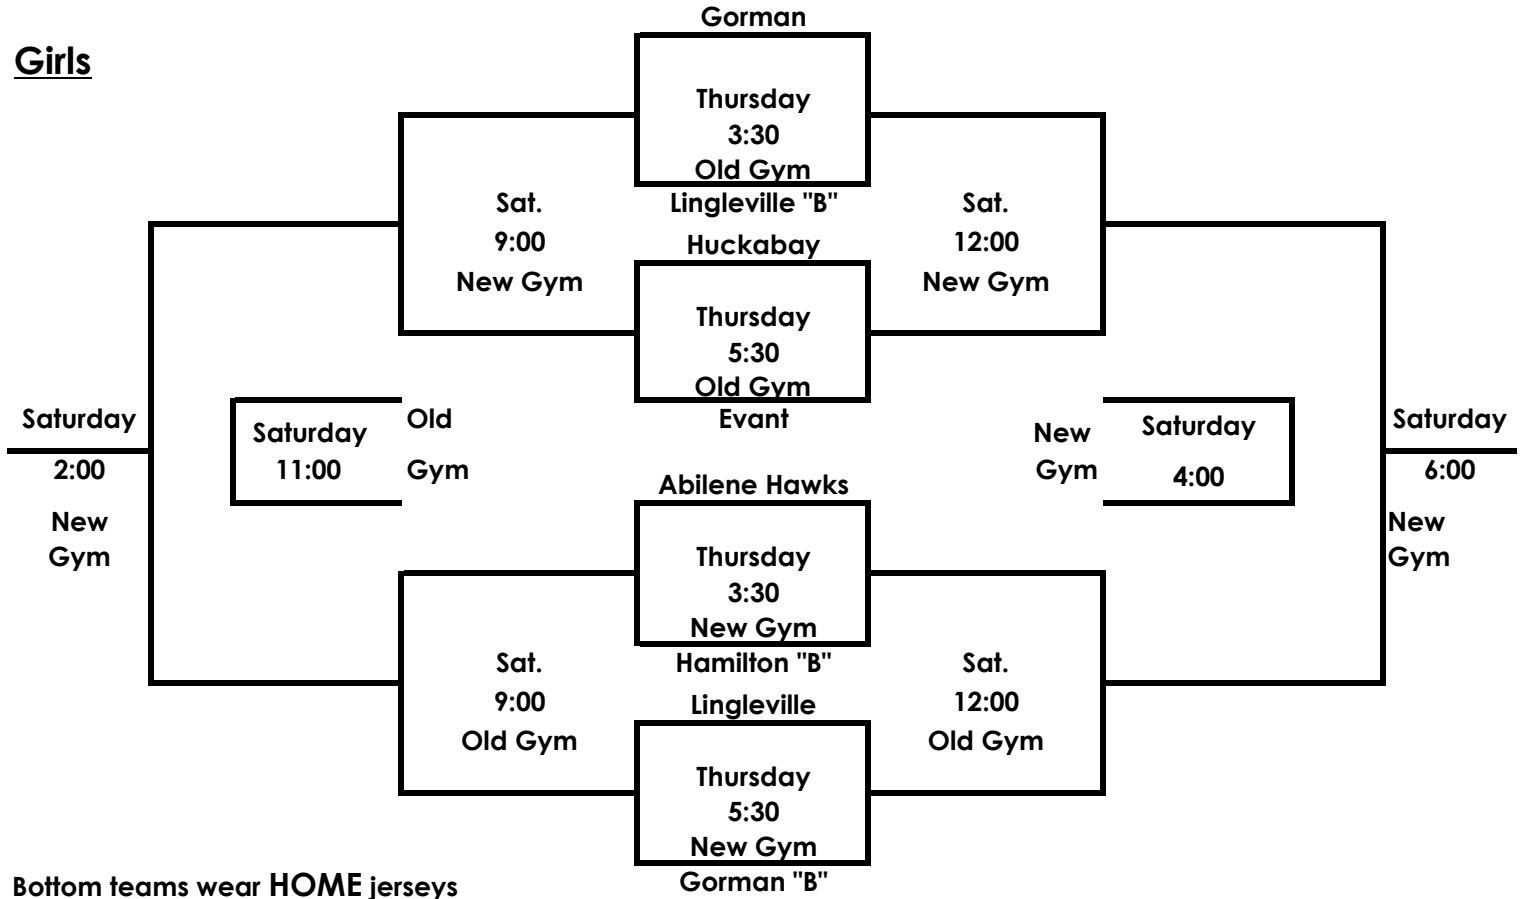 Gorman
Girls
Thursday
3:30
Old Gym
Lingleville "B"
Sat.
9:00
New Gym
Sat.
12:00
New Gym
Huckabay
Thursday
5:30
Old Gym
Evant
Saturday
2:00
New
Gym
Saturday
11:00
Old
Gym
New
Gym
Saturday
4:00
Saturday
6:00
New
Gym
Abilene Hawks
Thursday
3:30
New Gym
Hamilton "B"
Sat.
9:00
Old Gym
Sat.
12:00
Old Gym
Lingleville
Thursday
5:30
New Gym
Gorman "B"
Bottom teams wear HOME jerseys